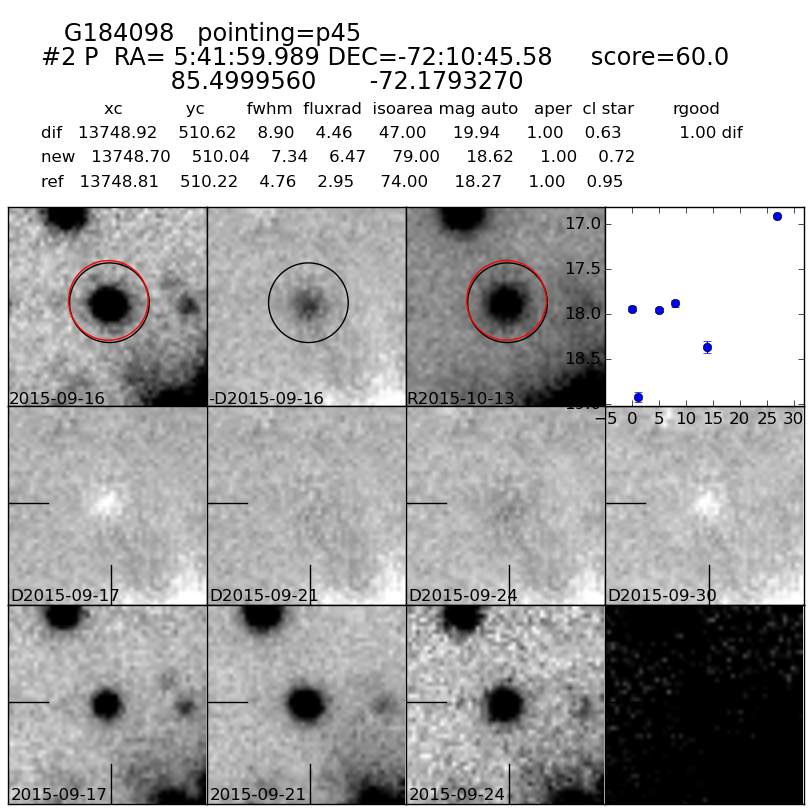 G184098 pointing=p45
#2 P RA= 5:41:59.989 DEC=-72:10:45.58 score=60.0
85.4999560 -72.1793270
xc yc fwhm fluxrad isoarea mag auto aper cl star rgood
dif 13748.92 510.62 8.90 4.46 47.00 19.94 1.00 0.63 1.00 dif
new 13748.70 510.04 7.34 6.47 79.00 18.62 1.00 0.72
ref 13748.81 510.22 4.76 2.95 74.00 18.27 1.00 0.95
17.0
17.5
18.0
18.5
19.0
2015-09-16 -D2015-09-16 R2015-10-13
−5 0 5 10 15 20 25 30
D2015-09-17 D2015-09-21 D2015-09-24 D2015-09-30
2015-09-17 2015-09-21 2015-09-24